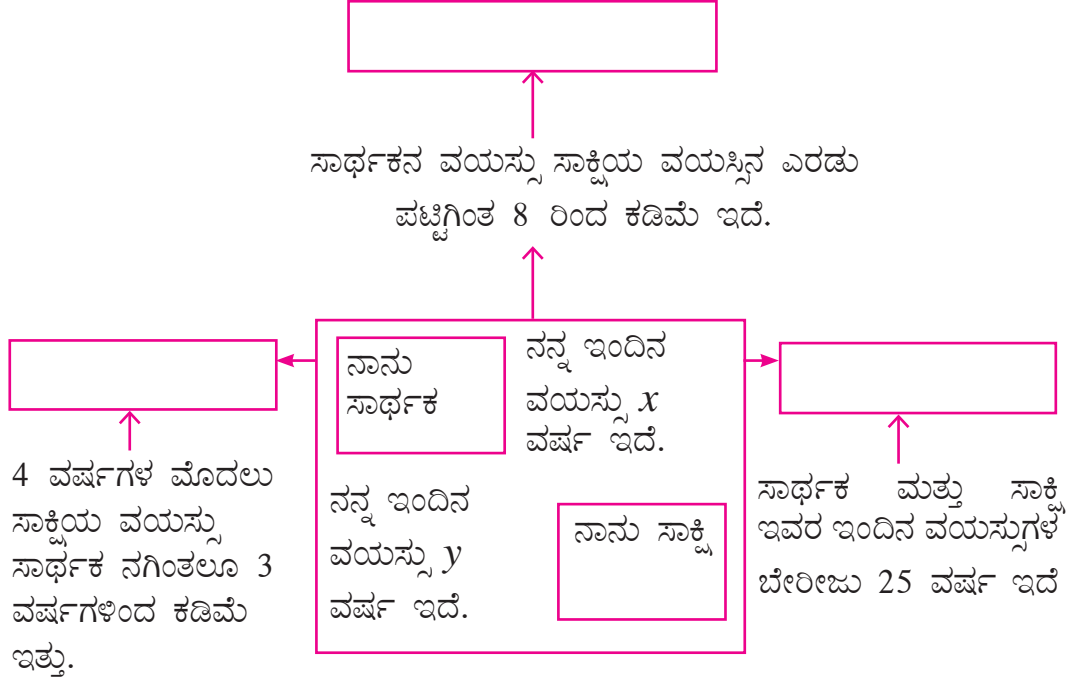 ಸಾರ್ಥಕನ ವಯಸ್ಸು ಸಾಕ್ಷಿಯ ವಯಸ್ಸಿನ ಎರಡು
ಪಟ್ಟಿಗಿಂತ 8 ರಿಂದ ಕಡಿಮೆ ಇದೆ.
ನಾನು
ಸಾರ್ಥಕ
ನನ್ನ ಇಂದಿನ
ವಯಸ್ಸು x
ವರ್ಷ ಇದೆ.
4 ವರ್ಷಗಳ ಮೊದಲು
ಸಾಕ್ಷಿಯ ವಯಸ್ಸು
ಸಾರ್ಥಕ ನಗಿಂತಲೂ 3
ವರ್ಷಗಳಿಂದ ಕಡಿಮೆ
ಇತ್ತು.
ನನ್ನ ಇಂದಿನ
ವಯಸ್ಸು y
ವರ್ಷ ಇದೆ.
ನಾನು ಸಾಕ್ಷಿ
ಸಾರ್ಥಕ ಮತ್ತು ಸಾಕ್ಷಿ
ಇವರ ಇಂದಿನ ವಯಸ್ಸುಗಳ
ಬೇರೀಜು 25 ವರ್ಷ ಇದೆ